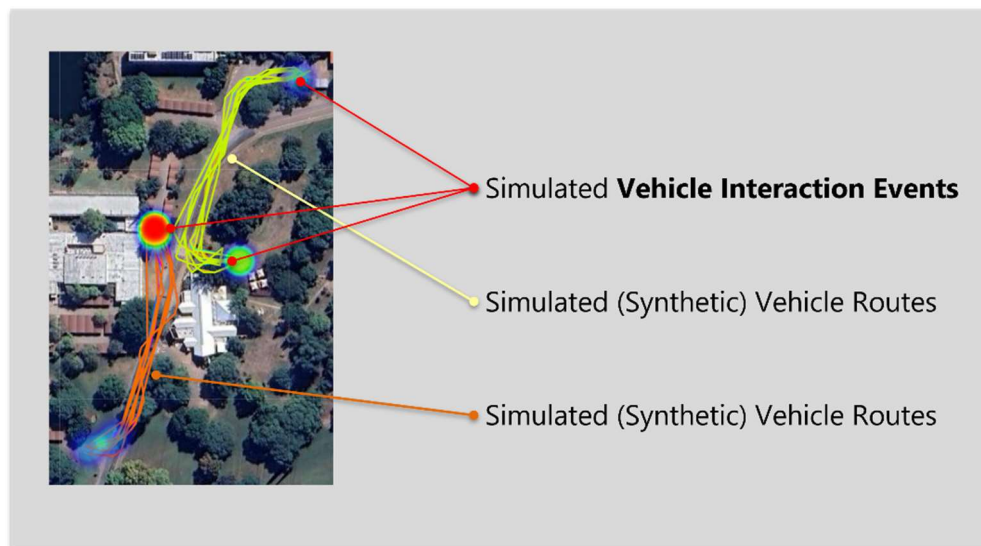 Simulated Vehicle Interaction Events
Simulated (Synthetic) Vehicle Routes
Simulated (Synthetic) Vehicle Routes